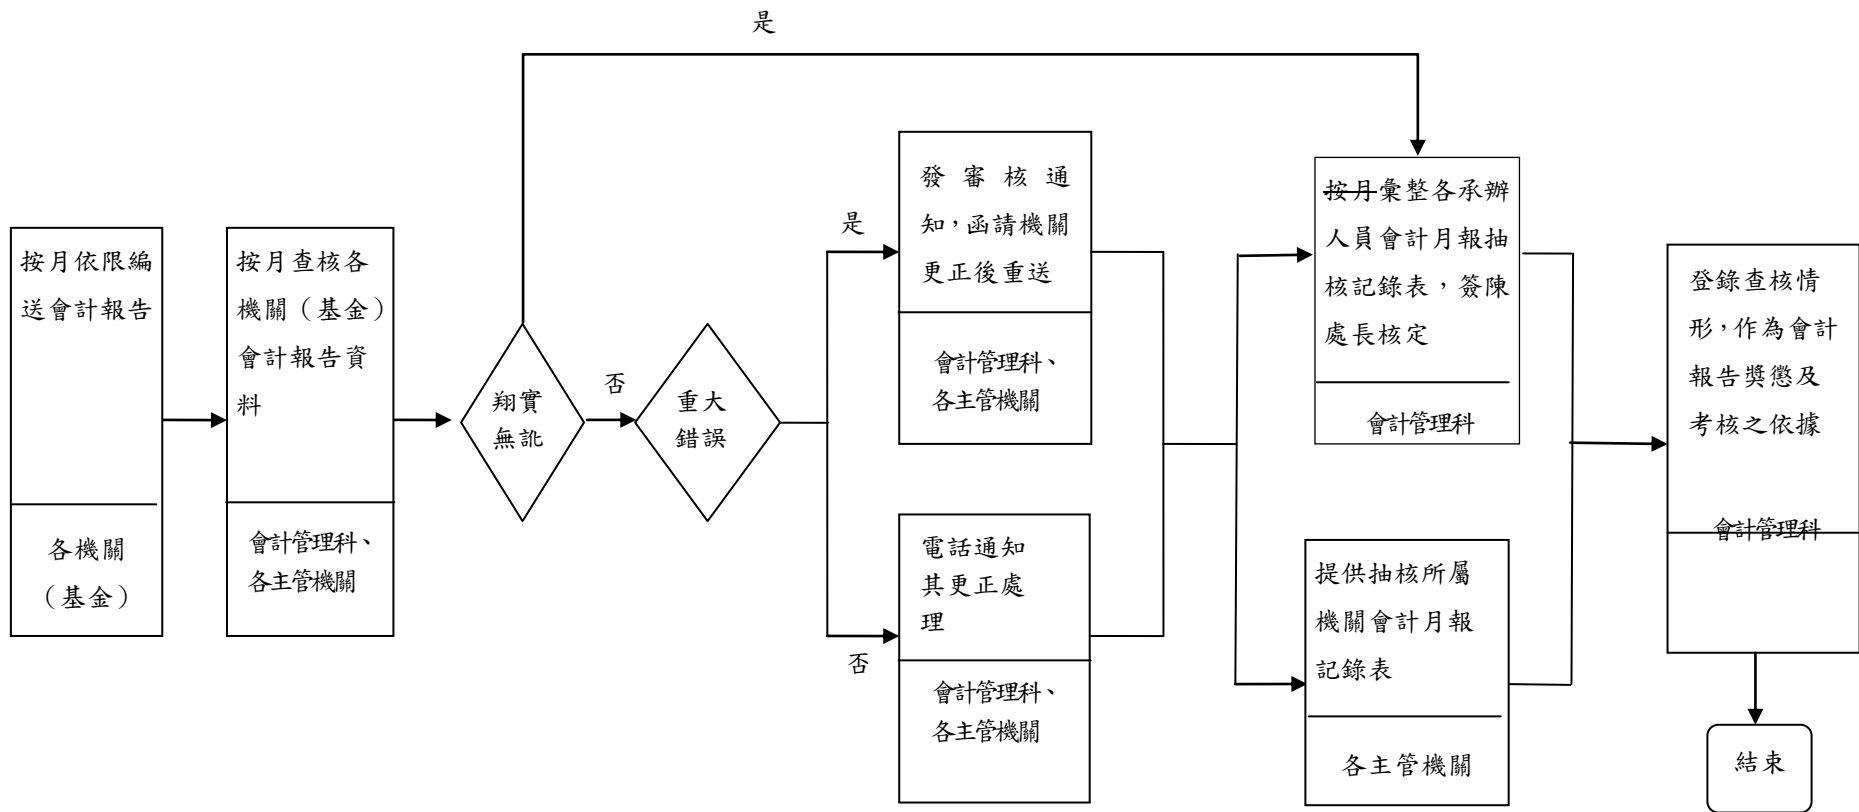 是
按月依限編
送會計報告
各機關
（基金）
按月查核各
機關（基金）
會計報告資
料
會計管理科、
各主管機關
翔實
無訛
否
重大
錯誤
是
發審核通
知，函請機關
更正後重送
會計管理科、
各主管機關
否
電話通知
其更正處
理
會計管理科、
各主管機關
按月彙整各承辦
人員會計月報抽
核記錄表，簽陳
處長核定
會計管理科
提供抽核所屬
機關會計月報
記錄表
各主管機關
登錄查核情
形，作為會計
報告獎懲及
考核之依據
會計管理科
結束